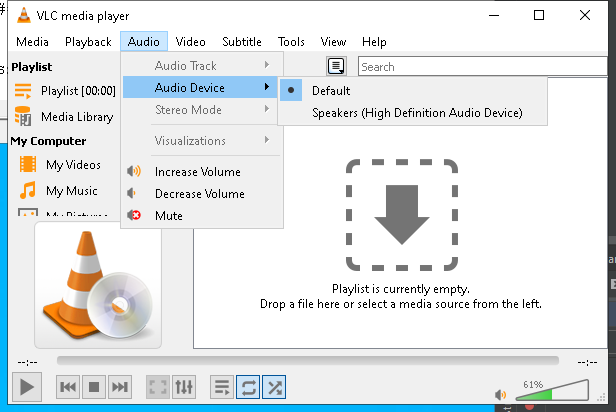 VLC media player
Media Playback Audio Video Subtitle Tools View Help
Playlist
Playlist [00:00]
Media Library
My Computer
My Videos
My Music
My Pictures
Audio Track
Audio Device
Stereo Mode
Visualizations
Increase Volume
Decrease Volume
Mute
Default
Speakers (High Definition Audio Device)
Search
Playlist is currently empty.
Drop a file here or select a media source from the left.
--:-- --:--
61%